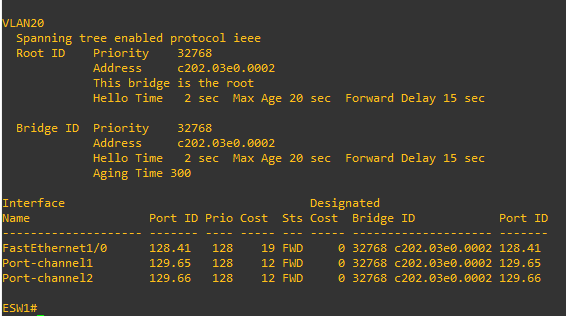 VLAN20
  Spanning tree enabled protocol ieee
  Root ID    Priority    32768
             Address     c202.03e0.0002
             This bridge is the root
             Hello Time   2 sec  Max Age 20 sec  Forward Delay 15 sec

  Bridge ID  Priority    32768
             Address     c202.03e0.0002
             Hello Time   2 sec  Max Age 20 sec  Forward Delay 15 sec
             Aging Time 300

Interface                                   Designated
Name                 Port ID Prio Cost  Sts Cost  Bridge ID            Port ID
-------------------- ------- ---- ----- --- ----- -------------------- -------
FastEthernet1/0      128.41   128    19 FWD     0 32768 c202.03e0.0002 128.41
Port-channel1        129.65   128    12 FWD     0 32768 c202.03e0.0002 129.65
Port-channel2        129.66   128    12 FWD     0 32768 c202.03e0.0002 129.66

ESW1#